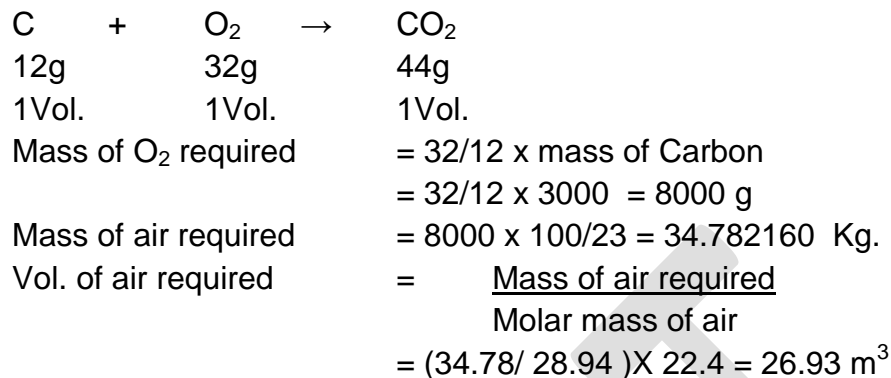 C + O₂ → CO₂
12g 32g 44g
1Vol. 1Vol. 1Vol.
Mass of O₂ required = 32/12 x mass of Carbon
= 32/12 x 3000 = 8000 g
Mass of air required = 8000 x 100/23 = 34.782160 Kg.
Vol. of air required = Mass of air required
Molar mass of air
= (34.78/ 28.94 )X 22.4 = 26.93 m³